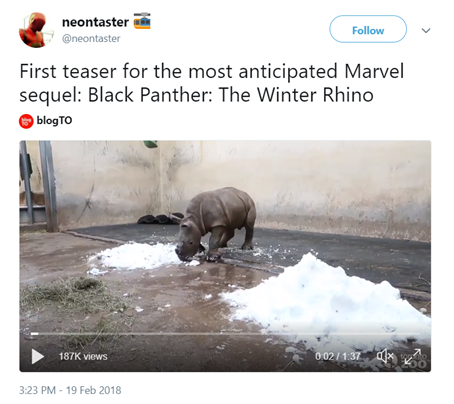 neontaster
@neontaster
Follow
First teaser for the most anticipated Marvel
sequel: Black Panther: The Winter Rhino
blogTO
187K views
0:02 / 1:37
3:23 PM - 19 Feb 2018